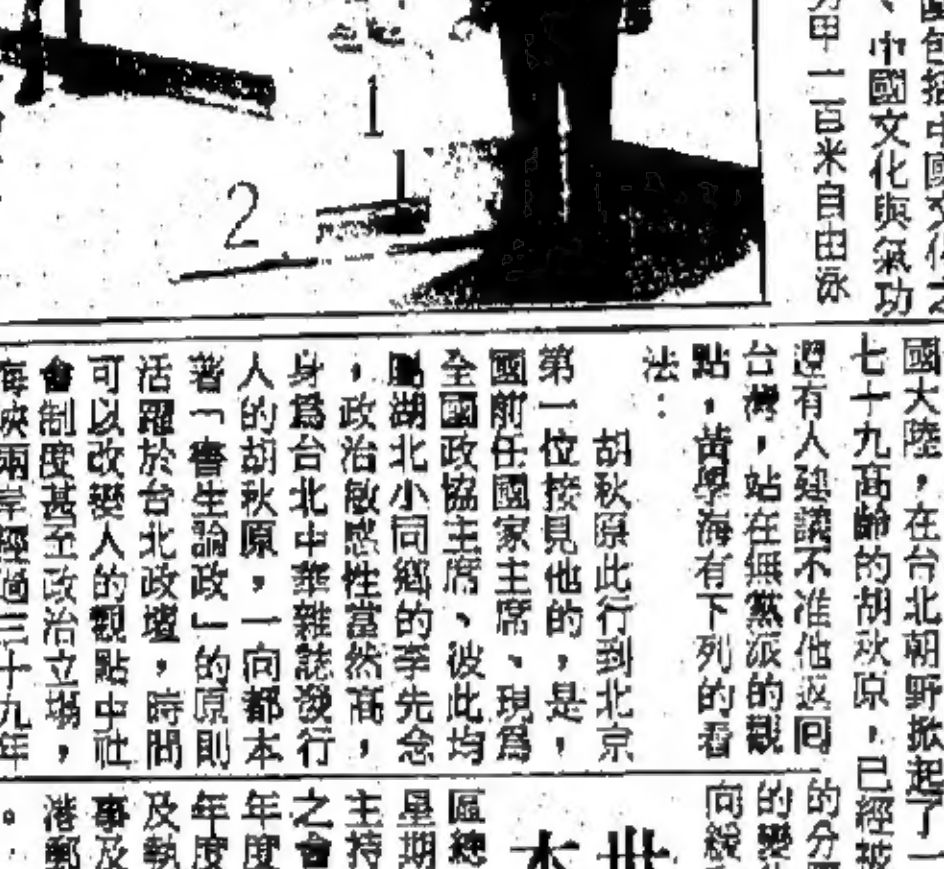 國包括中國文化之
、中國文化與氣功
男甲一百米自由泳
1
2
國大陸,在台北朝野掀起了一
七十九高齡的胡秋原,已經被
還有人建議不准他返回
台灣,站在無黨派的觀
點,黃學海有下列的看
法:
胡秋原此行到北京
第一位接見他的,是,
國前任國家主席、現爲
全國政協主席、彼此均
屬湖北小同鄉的李先念
,政治敏感性當然高,
身爲台北中華雜誌發行
人的胡秋原,一向都本
著「書生論政」的原則
活躍於台北政壇,時間
可以改變人的觀點中社
會制度甚至政治立場,
海峽兩岸經過三十九年
的分
的變
向緩
世
本
區總
星期
主持
之會
年度
年度
及執
事及
港郵
。